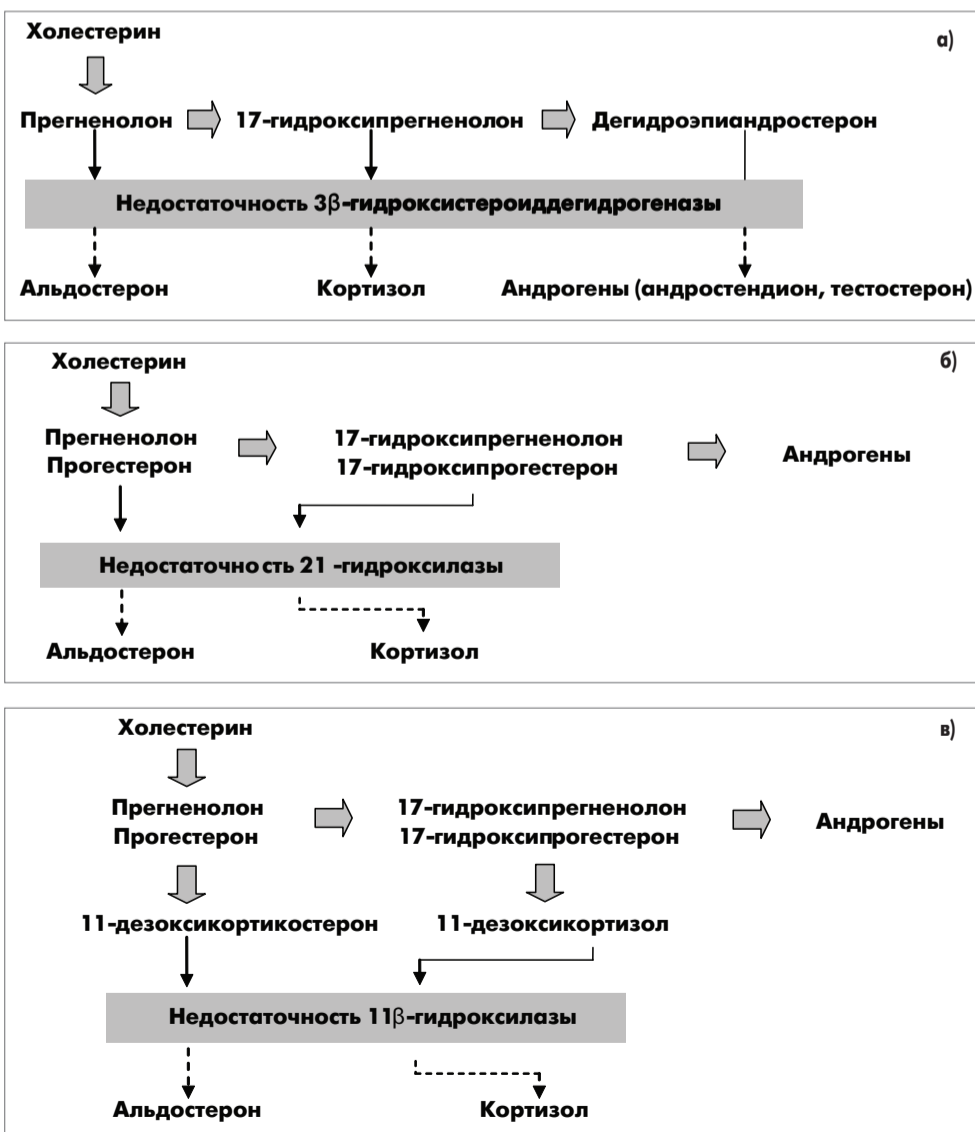 Холестерин
а)
Прегненолон 17-гидроксипрегненолон Дегидроэпиандростерон
Недостаточность 3β-гидроксистероиддегидрогеназы
Альдостерон Кортизол Андрогены (андростендион, тестостерон)
Холестерин
б)
Прегненолон 17-гидроксипрегненолон
Прогестерон 17-гидроксипрогестерон
Андрогены
Недостаточность 21 -гидроксилазы
Альдостерон Кортизол
Холестерин
в)
Прегненолон 17-гидроксипрегненолон
Прогестерон 17-гидроксипрогестерон
Андрогены
11-дезоксикортикостерон 11-дезоксикортизол
Недостаточность 11β-гидроксилазы
Альдостерон Кортизол